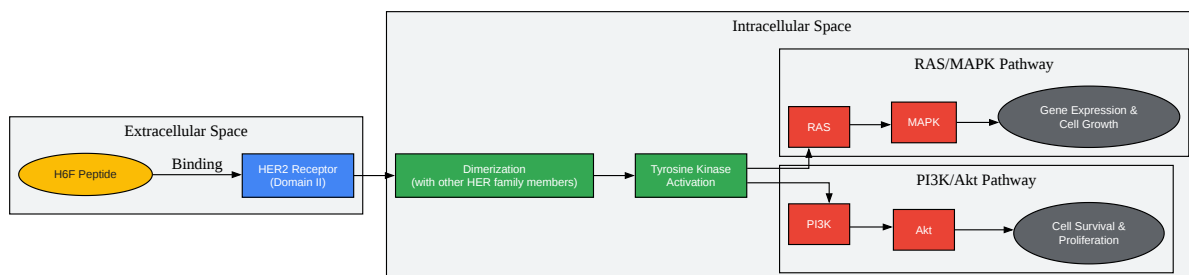 Intracellular Space
RAS/MAPK Pathway
RAS
MAPK
Gene Expression &
Cell Growth
Extracellular Space
H6F Peptide
Binding
HER2 Receptor
(Domain II)
Dimerization
(with other HER family members)
Tyrosine Kinase
Activation
PI3K/Akt Pathway
PI3K
Akt
Cell Survival &
Proliferation